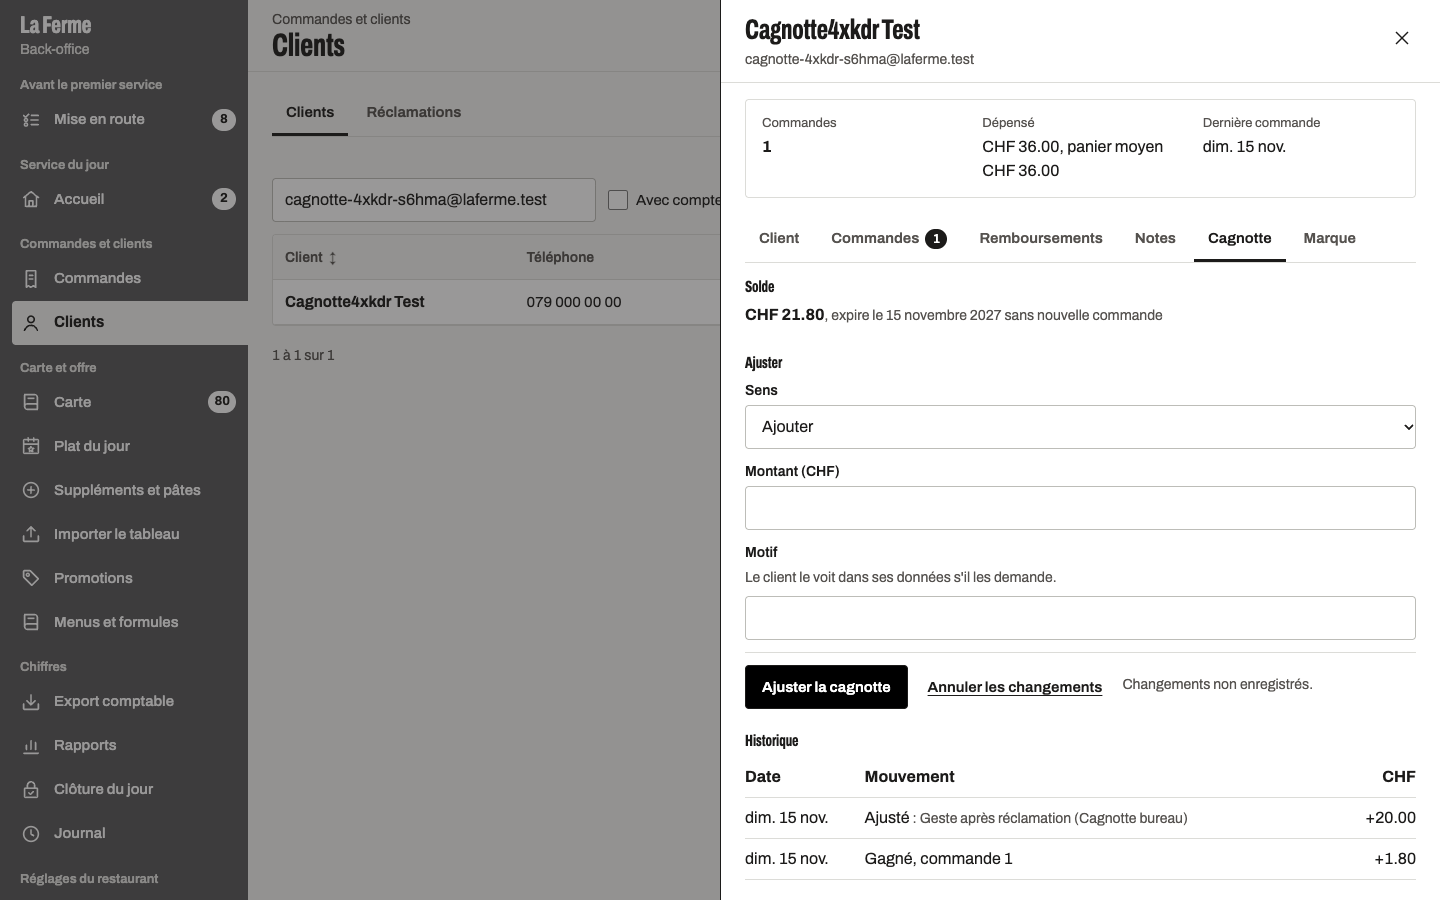 La Ferme
Back-office
Avant le premier service
Mise en route 8
Service du jour
Accueil 2
Commandes et clients
Commandes
Clients
Carte et offre
Carte 80
Plat du jour
Suppléments et pâtes
Importer le tableau
Promotions
Menus et formules
Chiffres
Export comptable
Rapports
Clôture du jour
Journal
Réglages du restaurant
Commandes et clients
Clients
Clients Réclamations
cagnotte-4xkdr-s6hma@laferme.test Avec compte
Client Téléphone
Cagnotte4xkdr Test 079 000 00 00
1 à 1 sur 1
Cagnotte4xkdr Test
cagnotte-4xkdr-s6hma@laferme.test
Commandes Dépensé Dernière commande
1 CHF 36.00, panier moyen dim. 15 nov.
CHF 36.00
Client Commandes 1 Remboursements Notes Cagnotte Marque
Solde
CHF 21.80, expire le 15 novembre 2027 sans nouvelle commande
Ajuster
Sens
Ajouter
Montant (CHF)
Motif
Le client le voit dans ses données s'il les demande.
Ajuster la cagnotte Annuler les changements Changements non enregistrés.
Historique
Date Mouvement CHF
dim. 15 nov. Ajusté : Geste après réclamation (Cagnotte bureau) +20.00
dim. 15 nov. Gagné, commande 1 +1.80